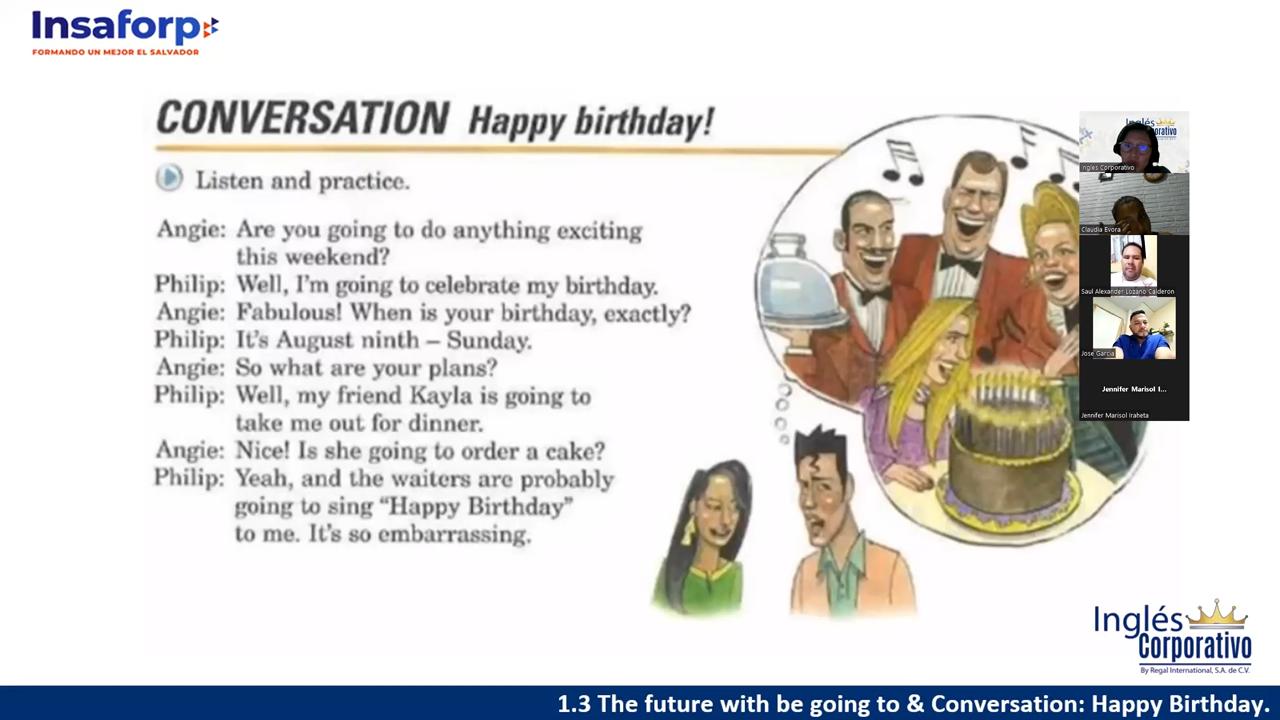 Insaforp
FORMANDO UN MEJOR EL SALVADOR
CONVERSATION Happy birthday!
Listen and practice.
Angie: Are you going to do anything exciting
this weekend?
Philip: Well, I'm going to celebrate my birthday.
Angie: Fabulous! When is your birthday, exactly?
Philip: It's August ninth – Sunday.
Angie: So what are your plans?
Philip: Well, my friend Kayla is going to
take me out for dinner.
Angie: Nice! Is she going to order a cake?
Philip: Yeah, and the waiters are probably
going to sing “Happy Birthday”
to me. It's so embarrassing.
Inglés
Corporativo
Ingles Corporativo
Claudia Evora
Saul Alexander Lozano Calderon
Jose Garcia
Jennifer Marisol I...
Jennifer Marisol Iraheta
Inglés
Corporativo
By Regal International, S.A. de C.V.
1.3 The future with be going to & Conversation: Happy Birthday.